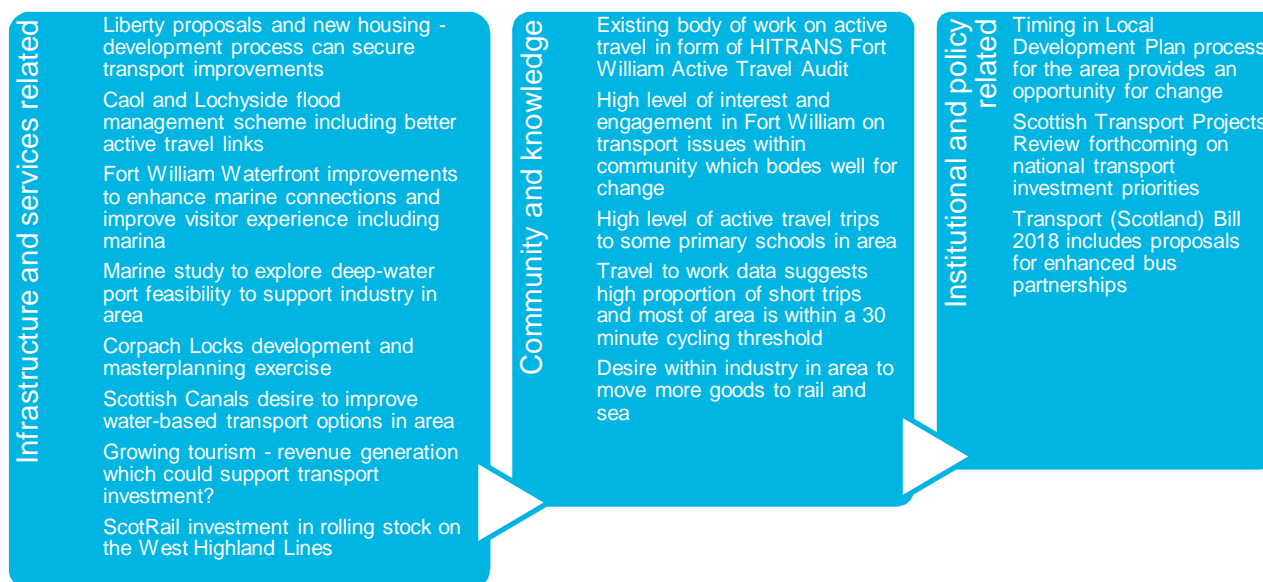 Infrastructure and services related
Liberty proposals and new housing -
development process can secure
transport improvements
Caol and Lochyside flood
management scheme including better
active travel links
Fort William Waterfront improvements
to enhance marine connections and
improve visitor experience including
marina
Marine study to explore deep-water
port feasibility to support industry in
area
Corpach Locks development and
masterplanning exercise
Scottish Canals desire to improve
water-based transport options in area
Growing tourism - revenue generation
which could support transport
investment?
ScotRail investment in rolling stock on
the West Highland Lines
Community and knowledge
Existing body of work on active
travel in form of HITRANS Fort
William Active Travel Audit
High level of interest and
engagement in Fort William on
transport issues within
community which bodes well for
change
High level of active travel trips
to some primary schools in area
Travel to work data suggests
high proportion of short trips
and most of area is within a 30
minute cycling threshold
Desire within industry in area to
move more goods to rail and
sea
Institutional and policy
related
Timing in Local
Development Plan process
for the area provides an
opportunity for change
Scottish Transport Projects
Review forthcoming on
national transport
investment priorities
Transport (Scotland) Bill
2018 includes proposals
for enhanced bus
partnerships